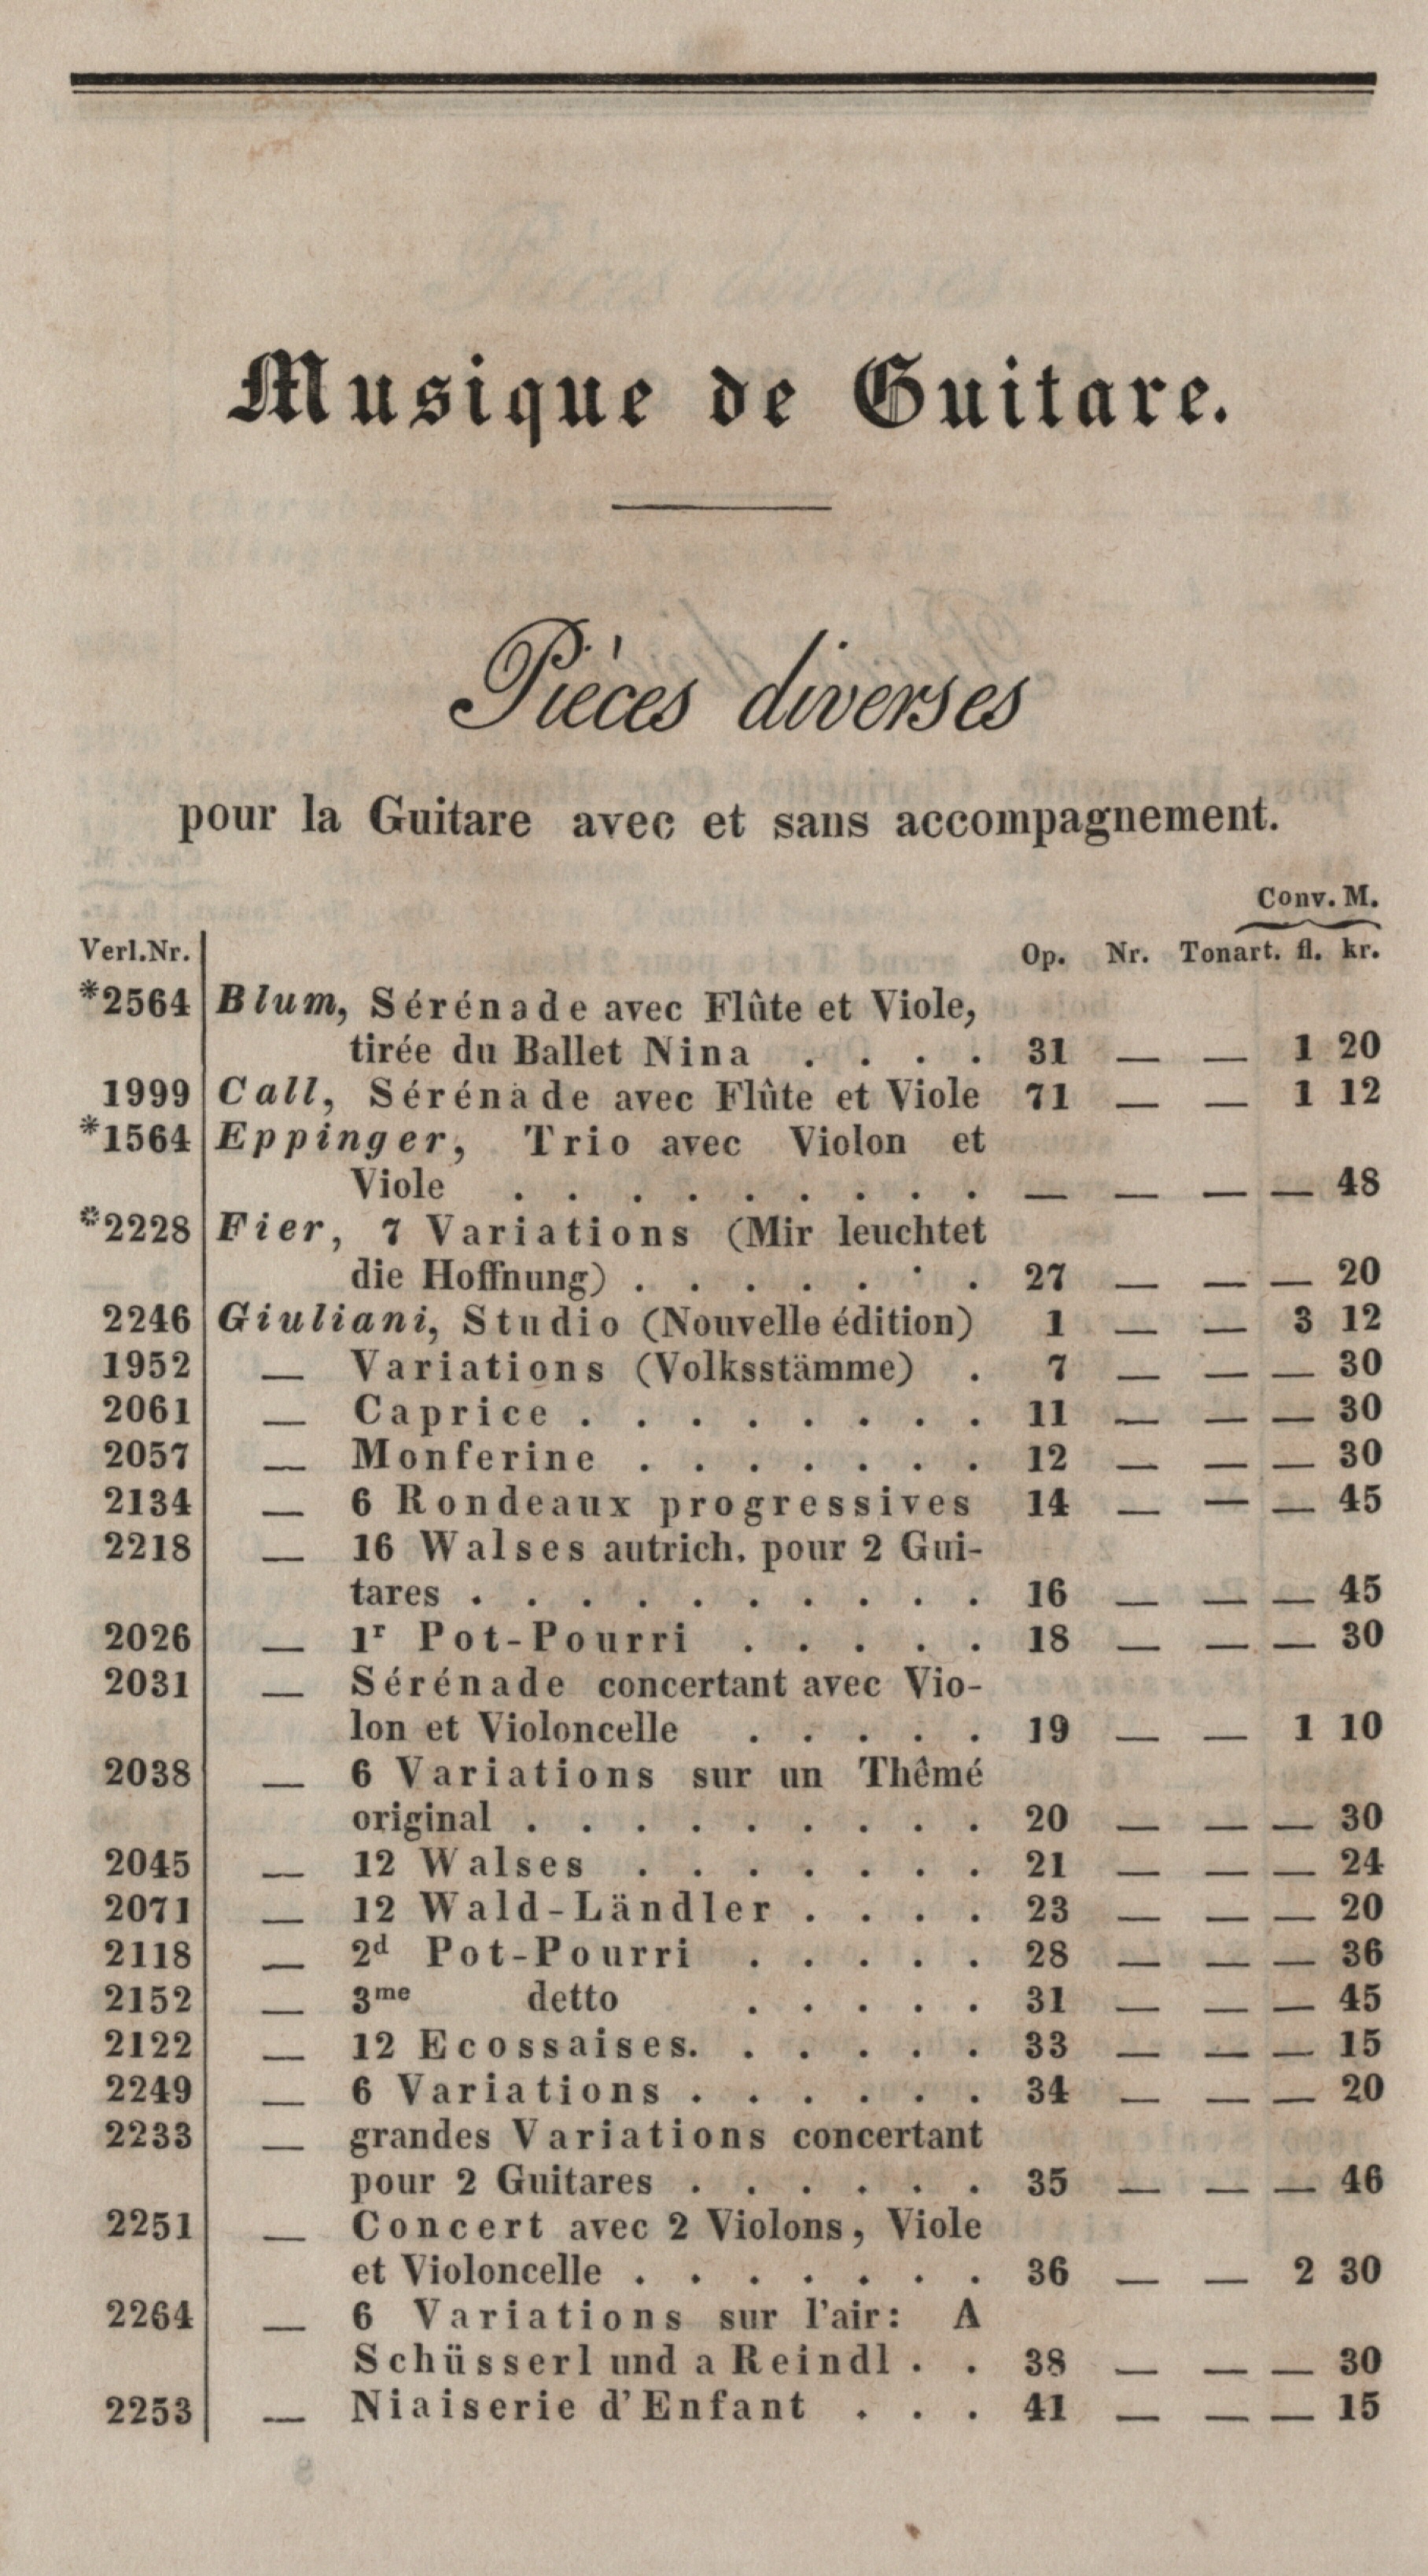 Musique de Guitare.
Pièces diverses
pour la Guitare avec et sans accompagnement.
Conv. M.
Verl.Nr. Op. Nr. Tonart. fl. kr.
*2564 Blum, Sérénade avec Flûte et Viole,
tirée du Ballet Nina . . . . 31 — — 1 20
1999 Call, Sérénade avec Flûte et Viole 71 — — 1 12
*1564 Eppinger, Trio avec Violon et
Viole . . . . . . . . . — — — — 48
*2228 Fier, 7 Variations (Mir leuchtet
die Hoffnung) . . . . . . . 27 — — — 20
2246 Giuliani, Studio (Nouvelle édition) 1 — — 3 12
1952 — Variations (Volksstämme) . 7 — — — 30
2061 — Caprice . . . . . . . . 11 — — — 30
2057 — Monferine . . . . . . . 12 — — — 30
2134 — 6 Rondeaux progressives 14 — — — 45
2218 — 16 Walses autrich. pour 2 Gui-
tares . . . . . . . . . . 16 — — — 45
2026 — 1r Pot-Pourri . . . . . 18 — — — 30
2031 — Sérénade concertant avec Vio-
lon et Violoncelle . . . . . 19 — — 1 10
2038 — 6 Variations sur un Thêmé
original . . . . . . . . . 20 — — — 30
2045 — 12 Walses . . . . . . . 21 — — — 24
2071 — 12 Wald-Ländler . . . . 23 — — — 20
2118 — 2d Pot-Pourri . . . . . 28 — — — 36
2152 — 3me detto . . . . . 31 — — — 45
2122 — 12 Ecossaises. . . . . . 33 — — — 15
2249 — 6 Variations . . . . . . 34 — — — 20
2233 — grandes Variations concertant
pour 2 Guitares . . . . . . 35 — — — 46
2251 — Concert avec 2 Violons, Viole
et Violoncelle . . . . . . . 36 — — 2 30
2264 — 6 Variations sur l'air: A
Schüsserl und a Reindl . . 38 — — — 30
2253 — Niaiserie d'Enfant . . . 41 — — — 15